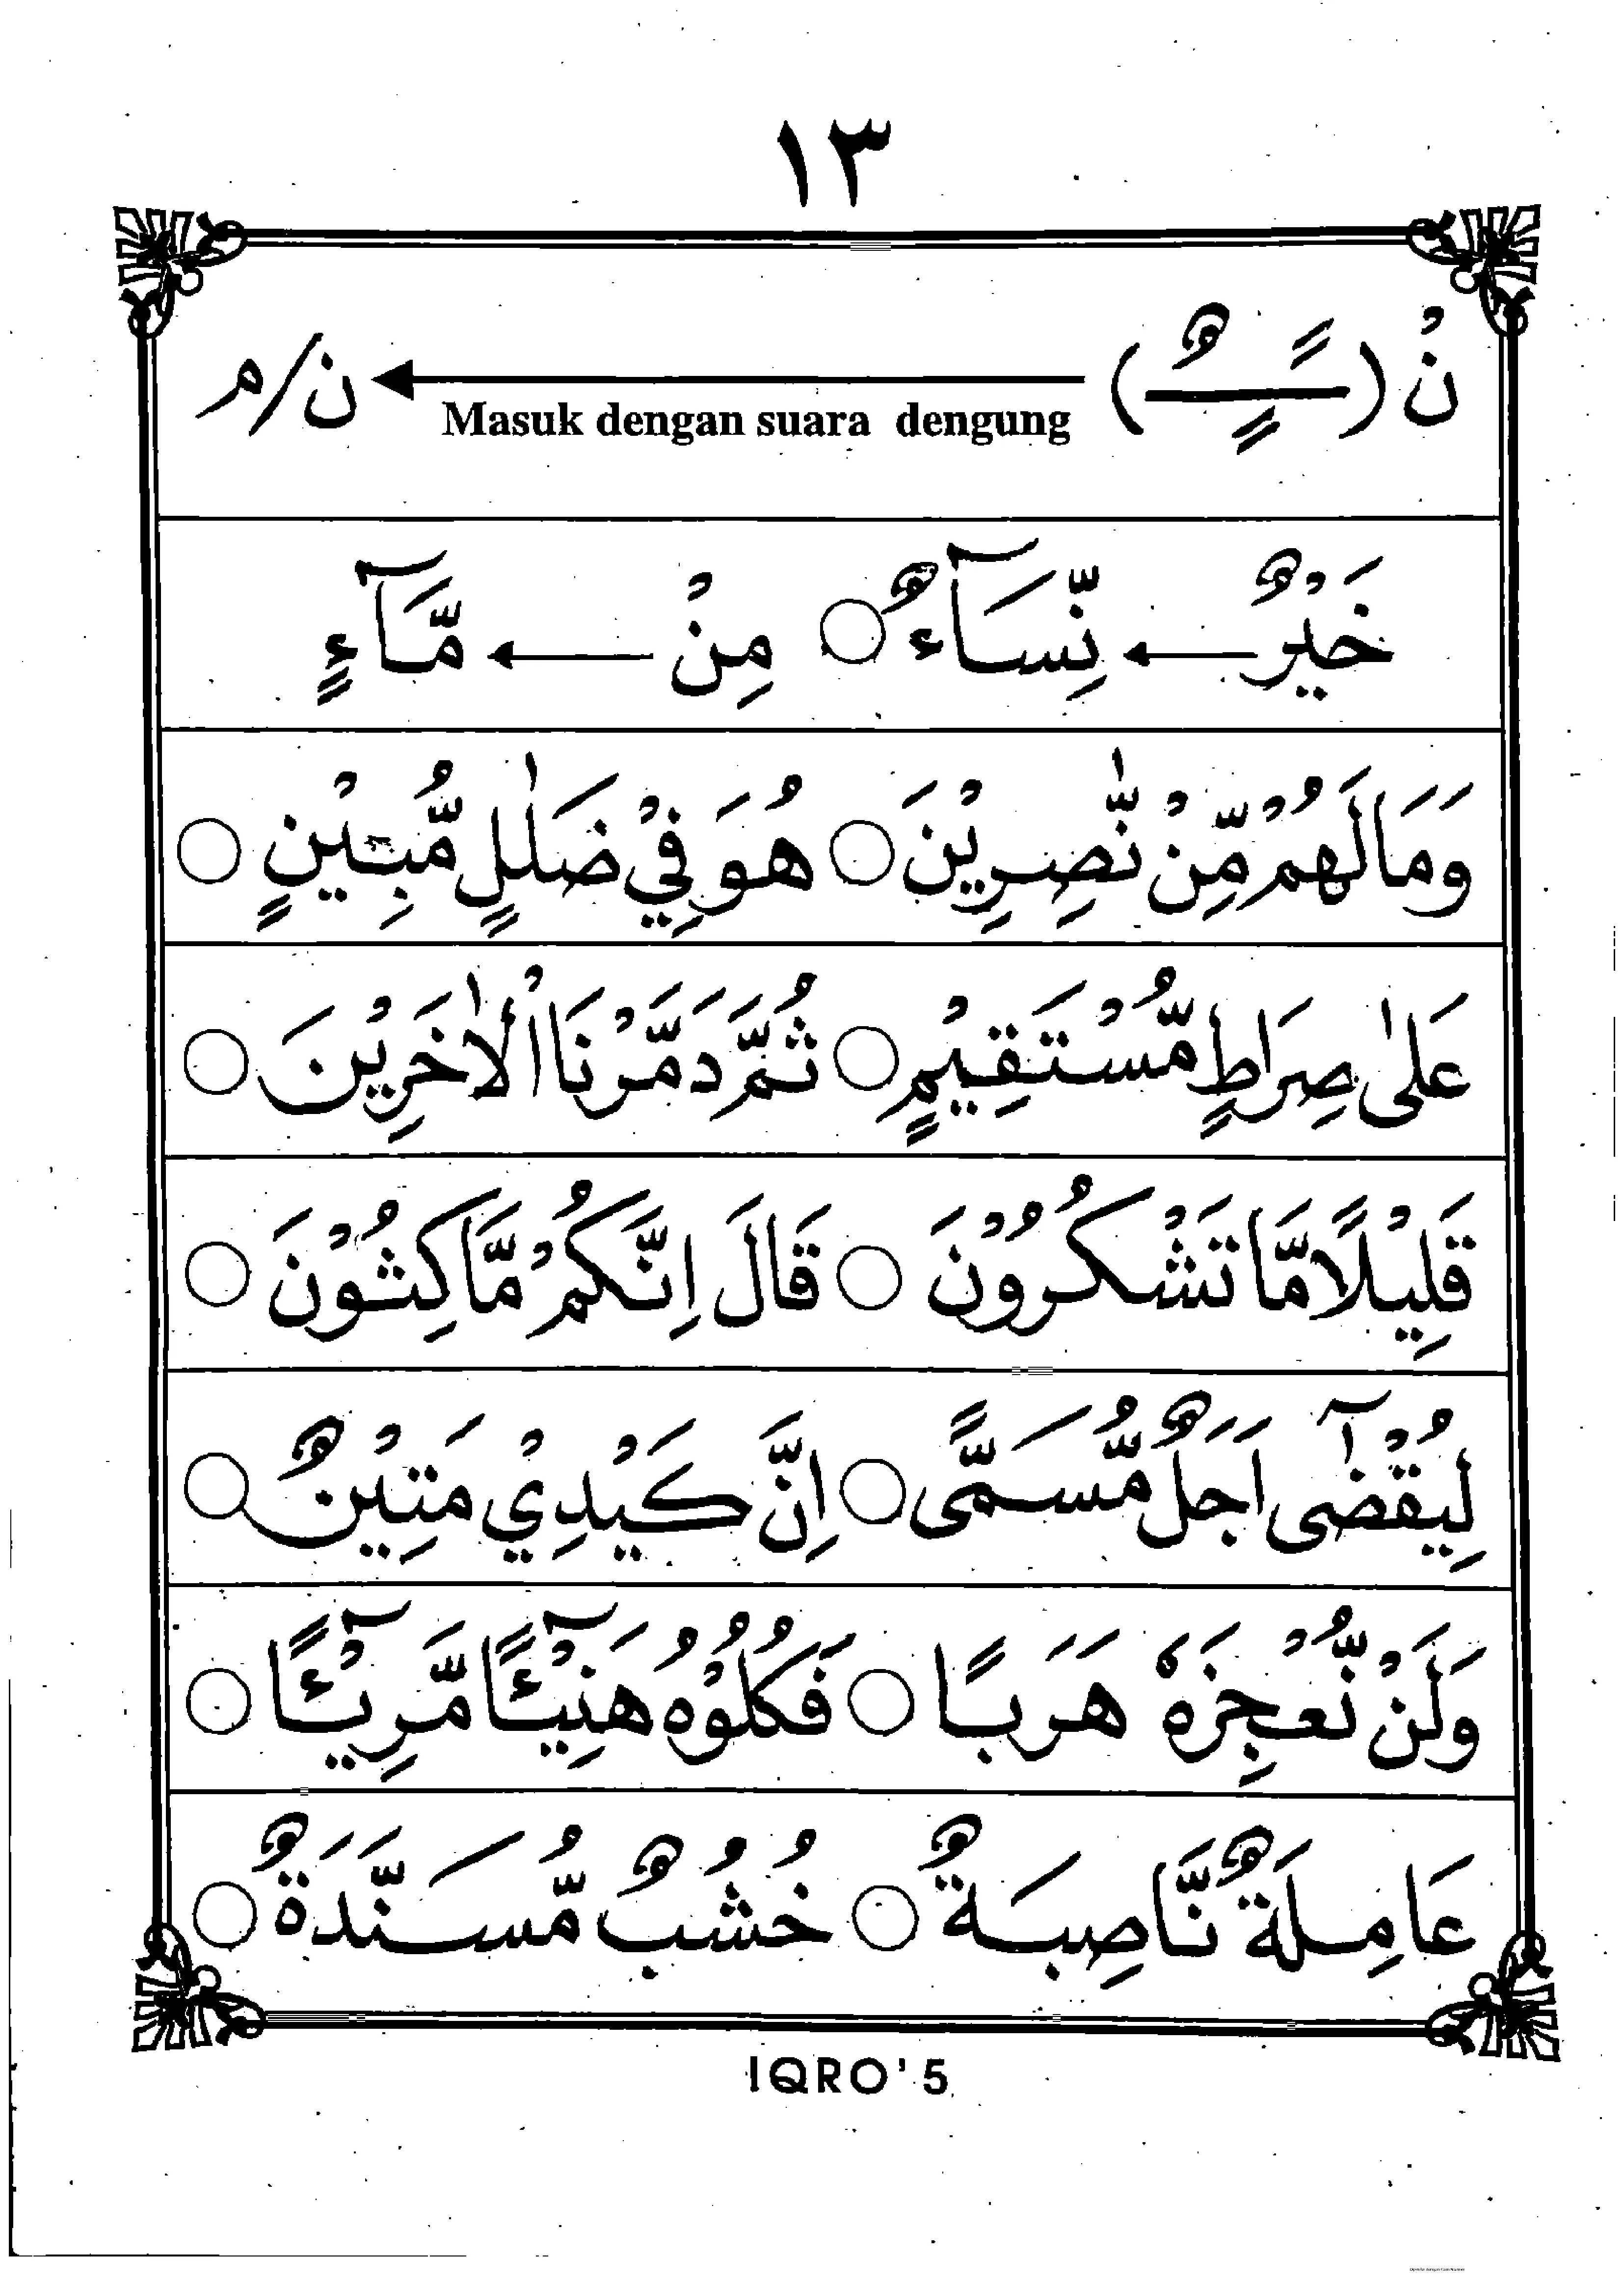 ١٣
نْ (ـًـٍـٌ) ← ن/م
Masuk dengan suara dengung
خَيْرٌ ← نِّسَآءٌ ○ مِنْ ← مَّآءٍ
وَمَالَهُمْ مِّنْ نّٰصِرِيْنَ ○ هُوَ فِيْ ضَلٰلٍ مُّبِيْنٍ ○
عَلٰى صِرَاطٍ مُّسْتَقِيْمٍ ○ ثُمَّ دَمَّرْنَا الْأٰخَرِيْنَ ○
قَلِيْلًا مَّا تَشْكُرُوْنَ ○ قَالَ اِنَّكُمْ مَّاكِثُوْنَ ○
لِيُقْضٰٓى اَجَلٌ مُّسَمًّى ○ اِنَّ كَيْدِيْ مَتِيْنٌ ○
وَلَنْ نُّعْجِزَهٗ هَرَبًا ○ فَكُلُوْهُ هَنِيْٓئًا مَّرِيْٓئًا ○
عَامِلَةٌ نَّاصِبَةٌ ○ خُشُبٌ مُّسَنَّدَةٌ ○
IQRO'5